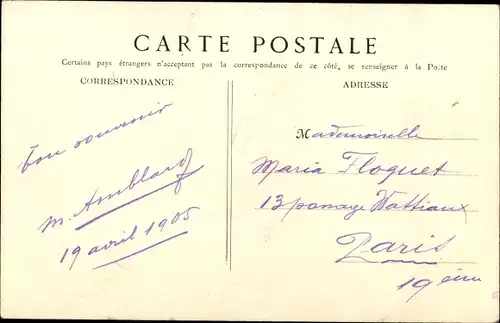 CARTE POSTALE
Certains pays étrangers n'acceptant pas la correspondance de ce côté, se renseigner à la Poste
CORRESPONDANCE
ADRESSE
bon souvenir
M. Amblard
19 avril 1905
Mademoiselle
Maria Floquet
13 passage Wattiaux
Paris
19ème